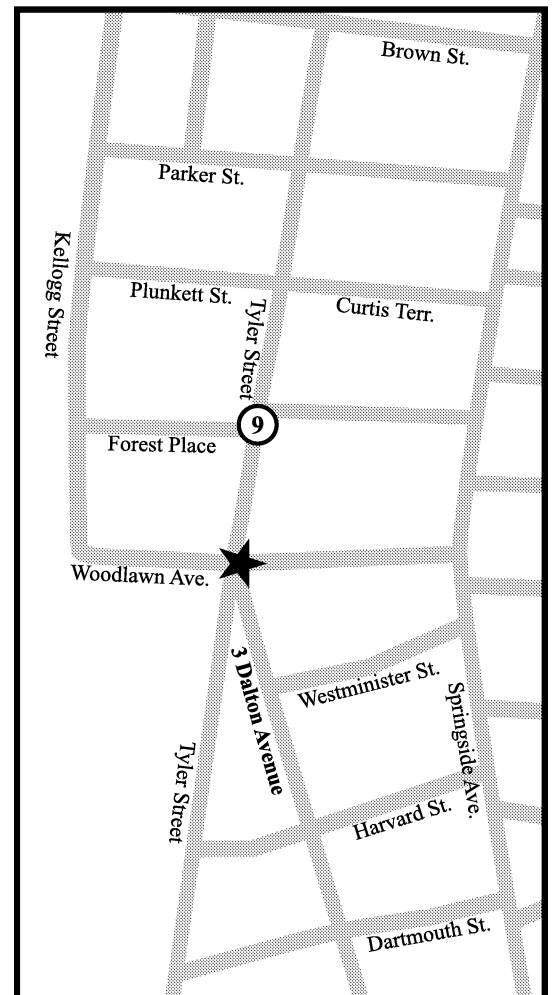 Brown St.
Parker St.
Kellogg Street
Plunkett St.
Tyler Street
Curtis Terr.
9
Forest Place
Woodlawn Ave.
3 Dalton Avenue
Westminister St.
Springside Ave.
Tyler Street
Harvard St.
Dartmouth St.